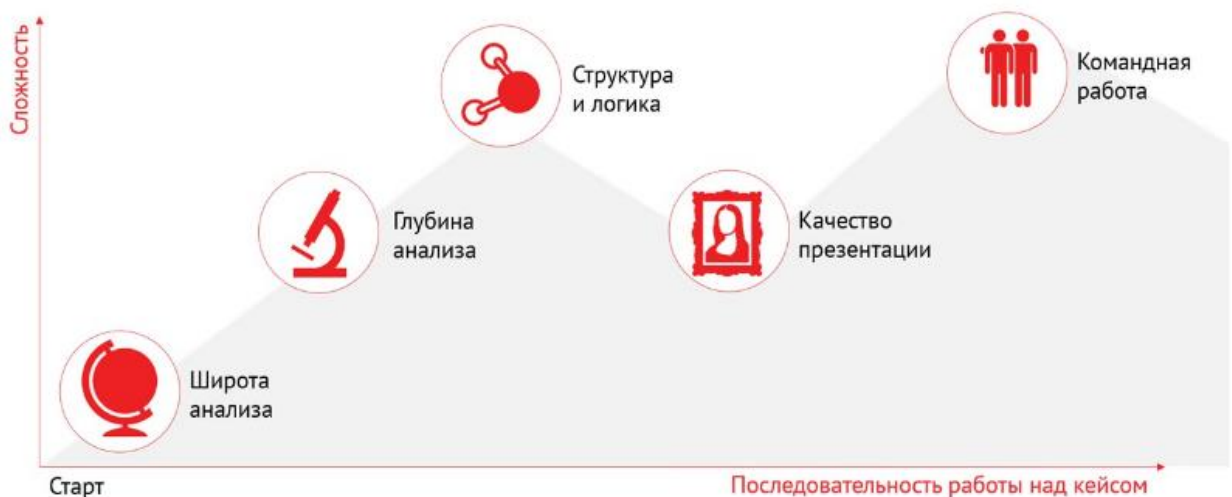 Сложность
Структура
и логика
Командная
работа
Глубина
анализа
Качество
презентации
Широта
анализа
Старт
Последовательность работы над кейсом